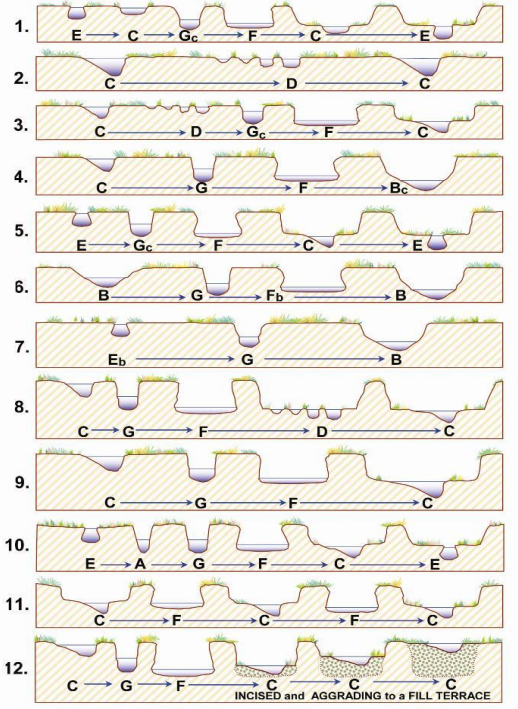 1.
E → C → Gc → F → C → E
2.
C → D → C
3.
C → D → Gc → F → C
4.
C → G → F → Bc
5.
E → Gc → F → C → E
6.
B → G → Fb → B
7.
Eb → G → B
8.
C → G → F → D → C
9.
C → G → F → C
10.
E → A → G → F → C → E
11.
C → F → C → F → C
12.
C → G → F → C → C → C
INCISED and AGGRADING to a FILL TERRACE